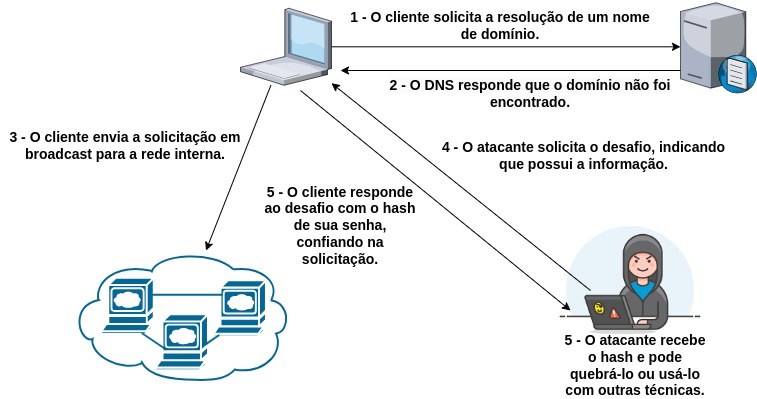 1 - O cliente solicita a resolução de um nome
de domínio.
2 - O DNS responde que o domínio não foi
encontrado.
3 - O cliente envia a solicitação em
broadcast para a rede interna.
4 - O atacante solicita o desafio, indicando
que possui a informação.
5 - O cliente responde
ao desafio com o hash
de sua senha,
confiando na
solicitação.
5 - O atacante recebe
o hash e pode
quebrá-lo ou usá-lo
com outras técnicas.